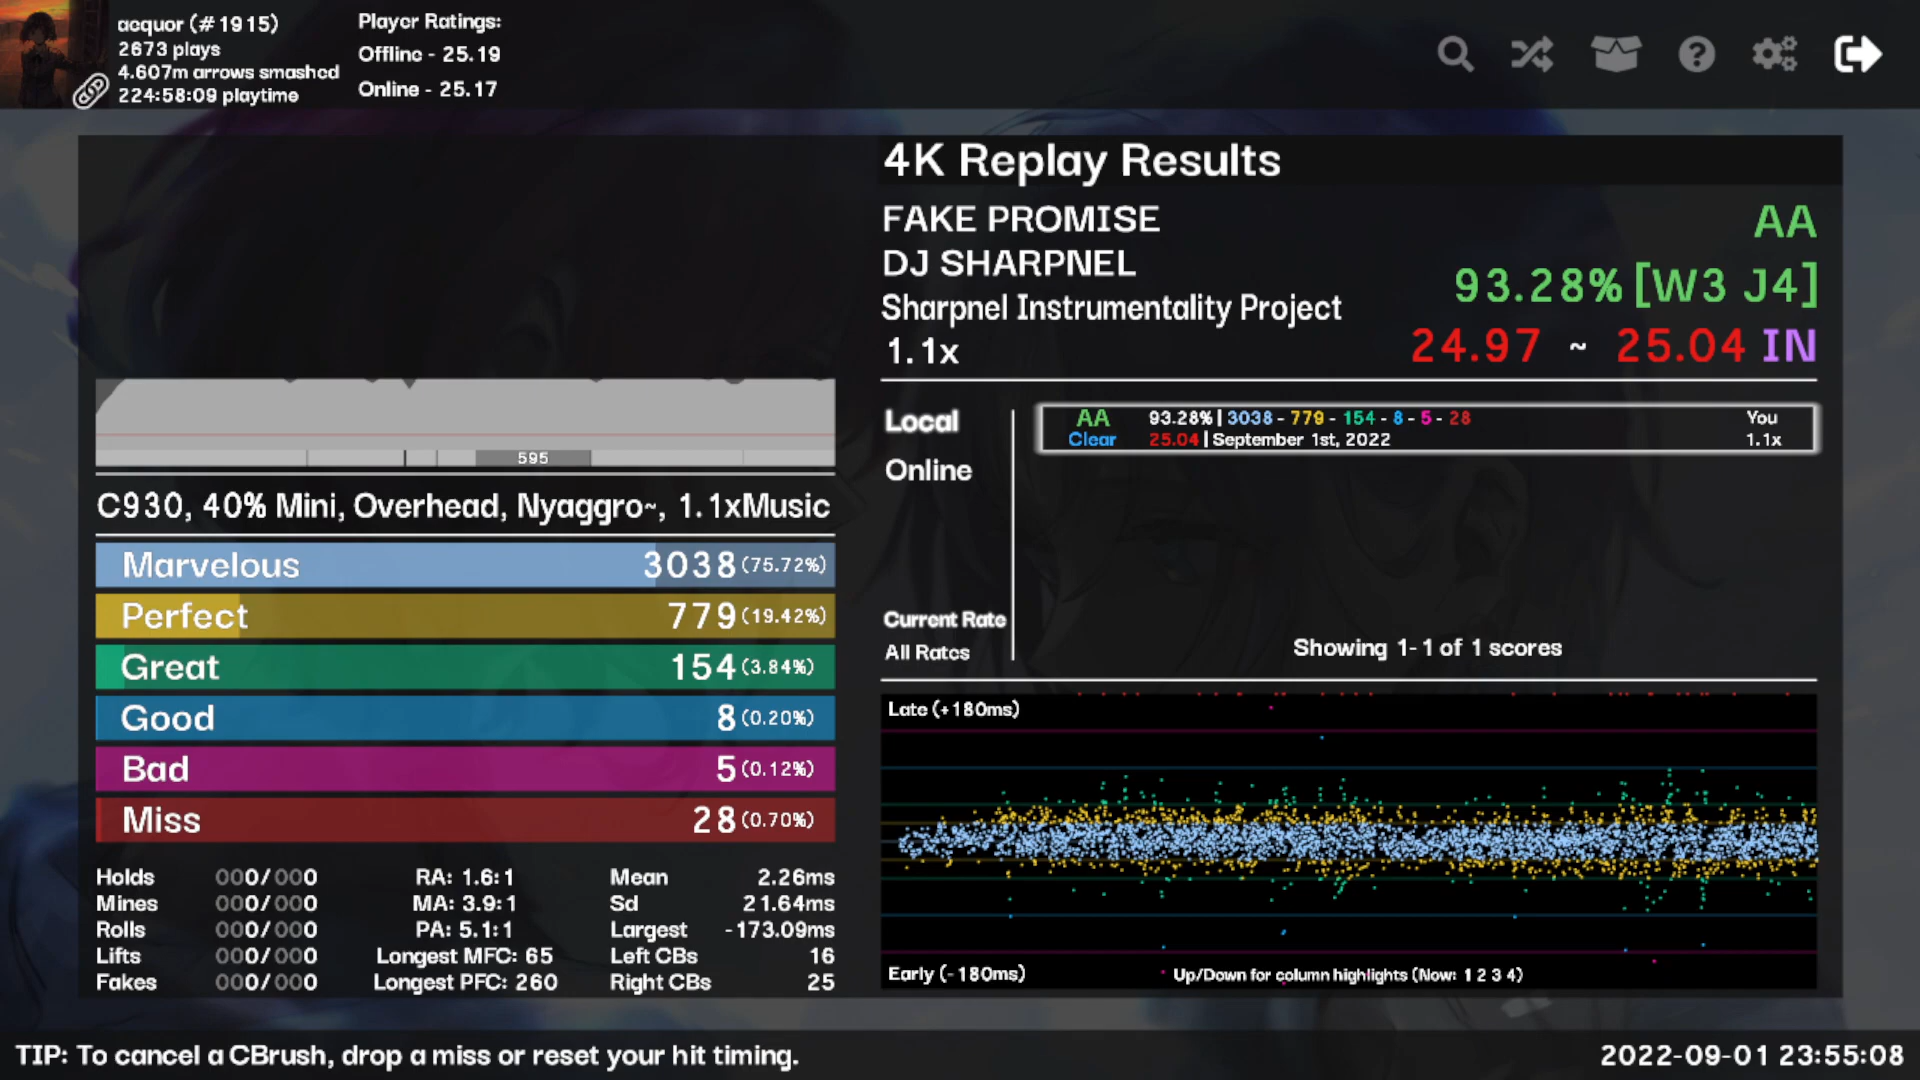 aequor (#1915)
2673 plays
4.607m arrows smashed
224:58:09 playtime
Player Ratings:
Offline - 25.19
Online - 25.17
4K Replay Results
FAKE PROMISE
DJ SHARPNEL
Sharpnel Instrumentality Project
1.1x
AA
93.28% [W3 J4]
24.97 ~ 25.04 IN
595
C930, 40% Mini, Overhead, Nyaggro~, 1.1xMusic
Marvelous 3038 (75.72%)
Perfect 779 (19.42%)
Great 154 (3.84%)
Good 8 (0.20%)
Bad 5 (0.12%)
Miss 28 (0.70%)
Holds 000/000 RA: 1.6:1 Mean 2.26ms
Mines 000/000 MA: 3.9:1 Sd 21.64ms
Rolls 000/000 PA: 5.1:1 Largest -173.09ms
Lifts 000/000 Longest MFC: 65 Left CBs 16
Fakes 000/000 Longest PFC: 260 Right CBs 25
Local
Online
Current Rate
All Rates
AA 93.28% | 3038 - 779 - 154 - 8 - 5 - 28 You
Clear 25.04 | September 1st, 2022 1.1x
Showing 1-1 of 1 scores
Late (+180ms)
Early (-180ms) Up/Down for column highlights (Now: 1 2 3 4)
TIP: To cancel a CBrush, drop a miss or reset your hit timing.
2022-09-01 23:55:08